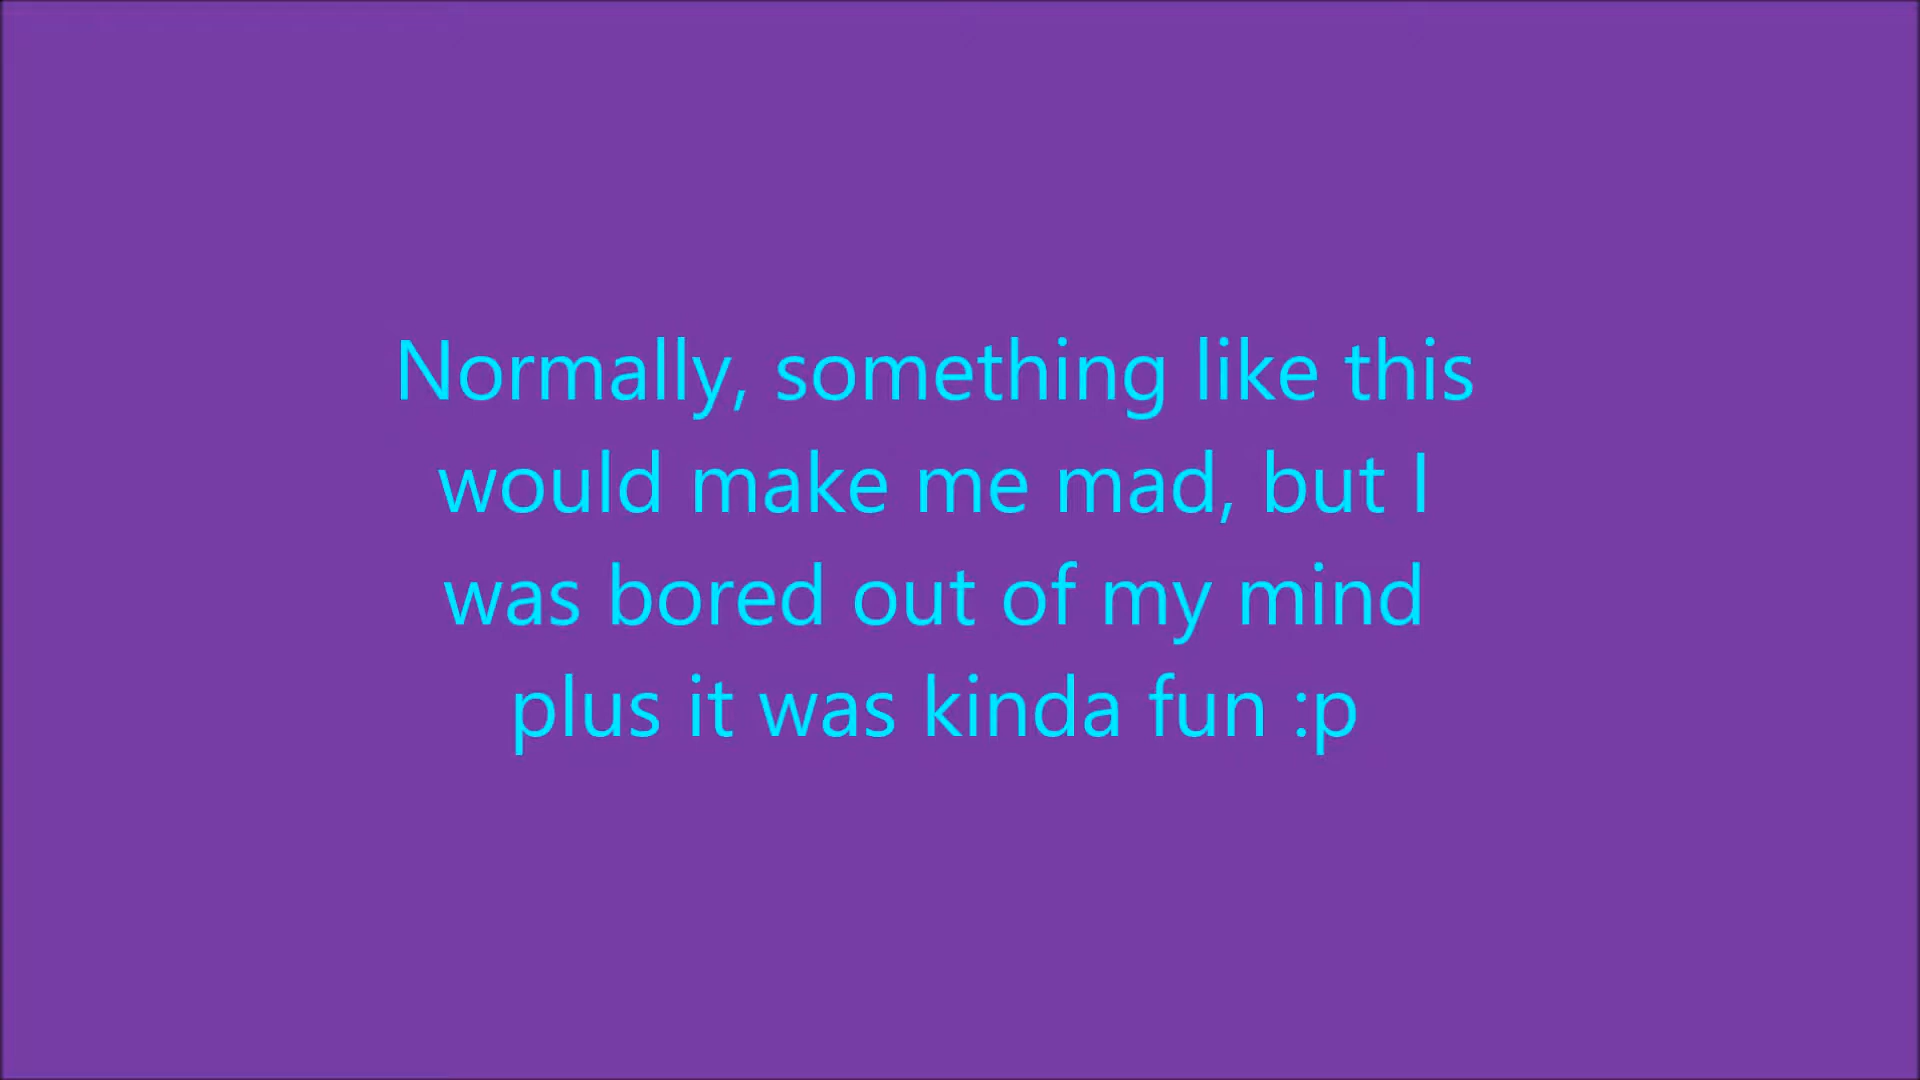 Normally, something like this
would make me mad, but I
was bored out of my mind
plus it was kinda fun :p